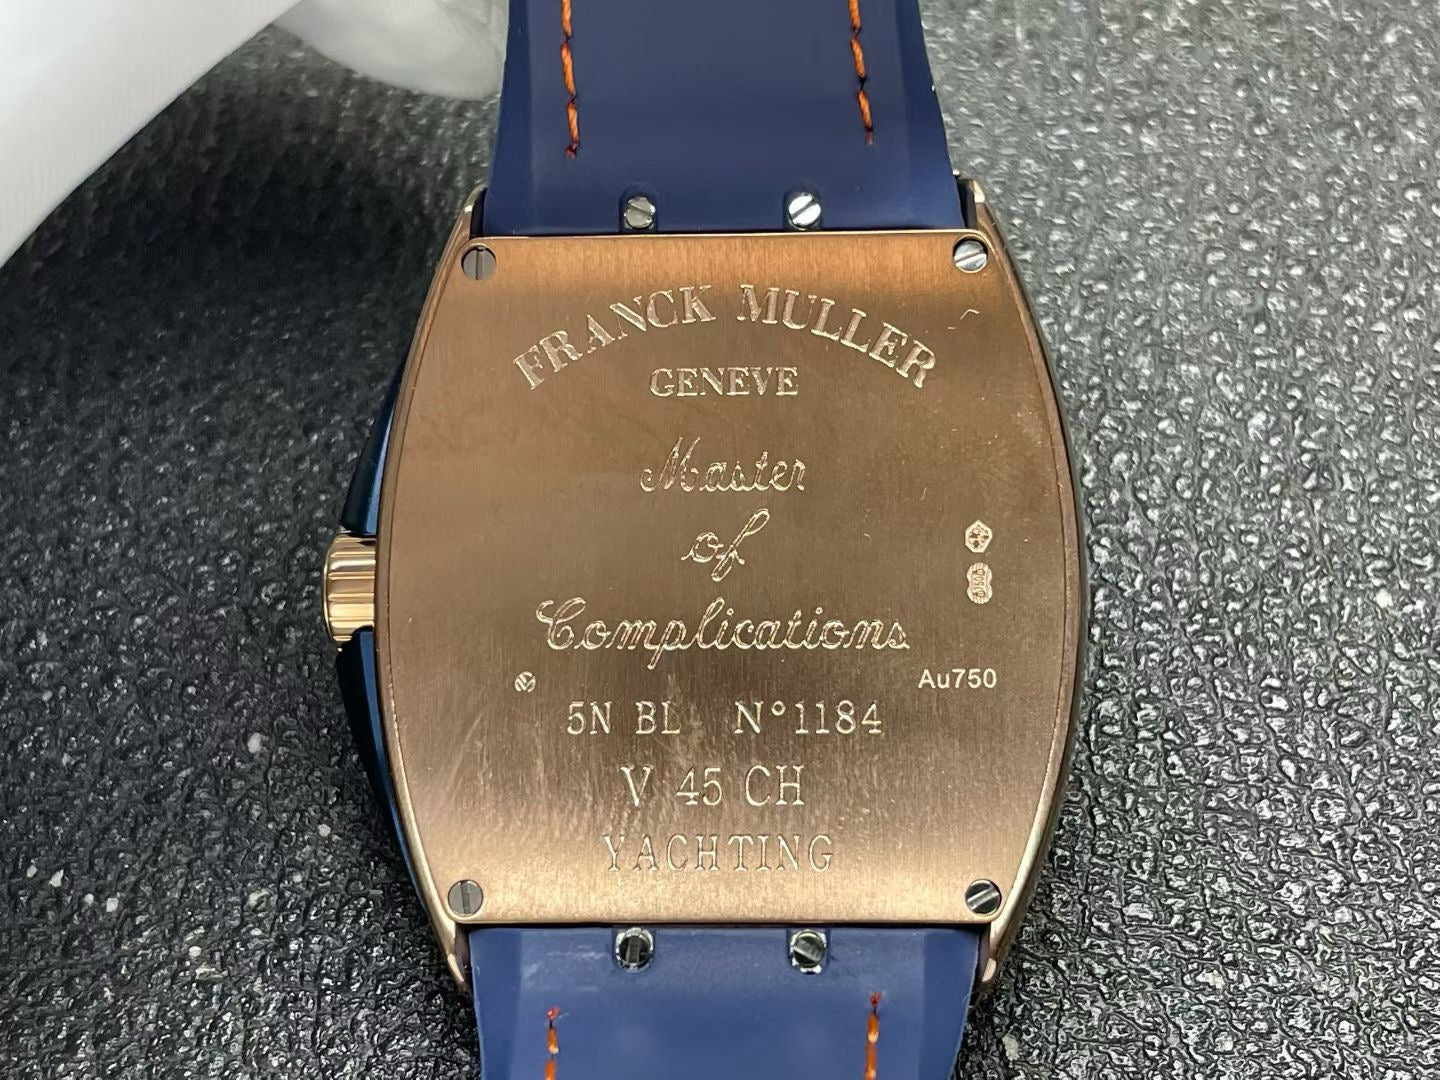 FRANCK MULLER
GENEVE
Master
of
Complications
Au750
5N BL N°1184
V 45 CH
YACHTING